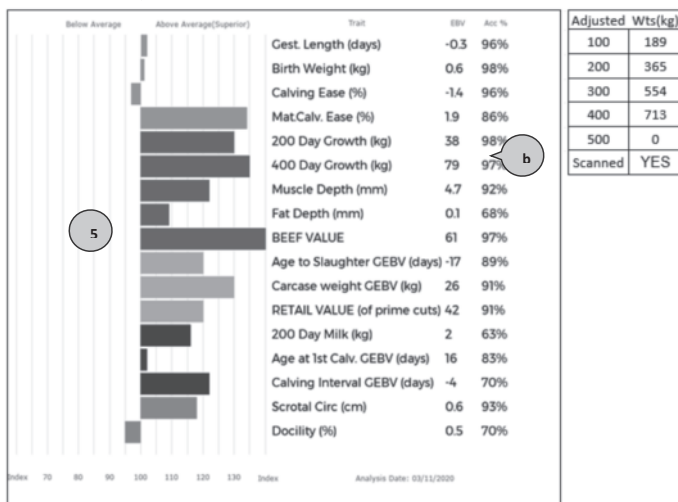 Below Average Above Average(Superior) Trait EBV Acc %
Gest. Length (days) -0.3 96%
Birth Weight (kg) 0.6 98%
Calving Ease (%) -1.4 96%
Mat.Calv. Ease (%) 1.9 86%
200 Day Growth (kg) 38 98%
400 Day Growth (kg) 79 97%
b
Muscle Depth (mm) 4.7 92%
Fat Depth (mm) 0.1 68%
5
BEEF VALUE 61 97%
Age to Slaughter GEBV (days) -17 89%
Carcase weight GEBV (kg) 26 91%
RETAIL VALUE (of prime cuts) 42 91%
200 Day Milk (kg) 2 63%
Age at 1st Calv. GEBV (days) 16 83%
Calving Interval GEBV (days) -4 70%
Scrotal Circ (cm) 0.6 93%
Docility (%) 0.5 70%
Index 70 80 90 100 110 120 130 Index Analysis Date: 03/11/2020
Adjusted Wts(kg)
100 189
200 365
300 554
400 713
500 0
Scanned YES